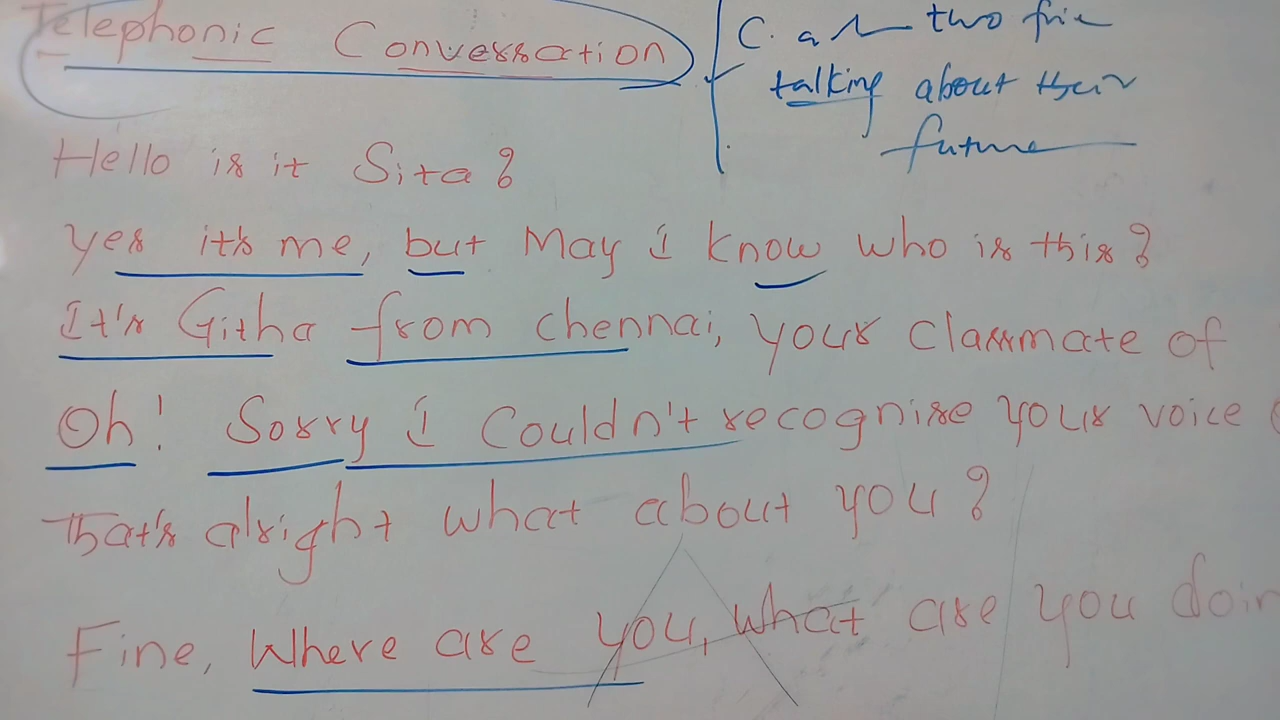 Telephonic Conversation
C. a two frie
talking about their
future
Hello is it Sita?
Yes it's me, but May I know who is this?
It's Githa from Chennai, your classmate of
Oh! Sorry I Couldn't recognise your voice
That's alright what about you?
Fine, Where are you, what are you doin